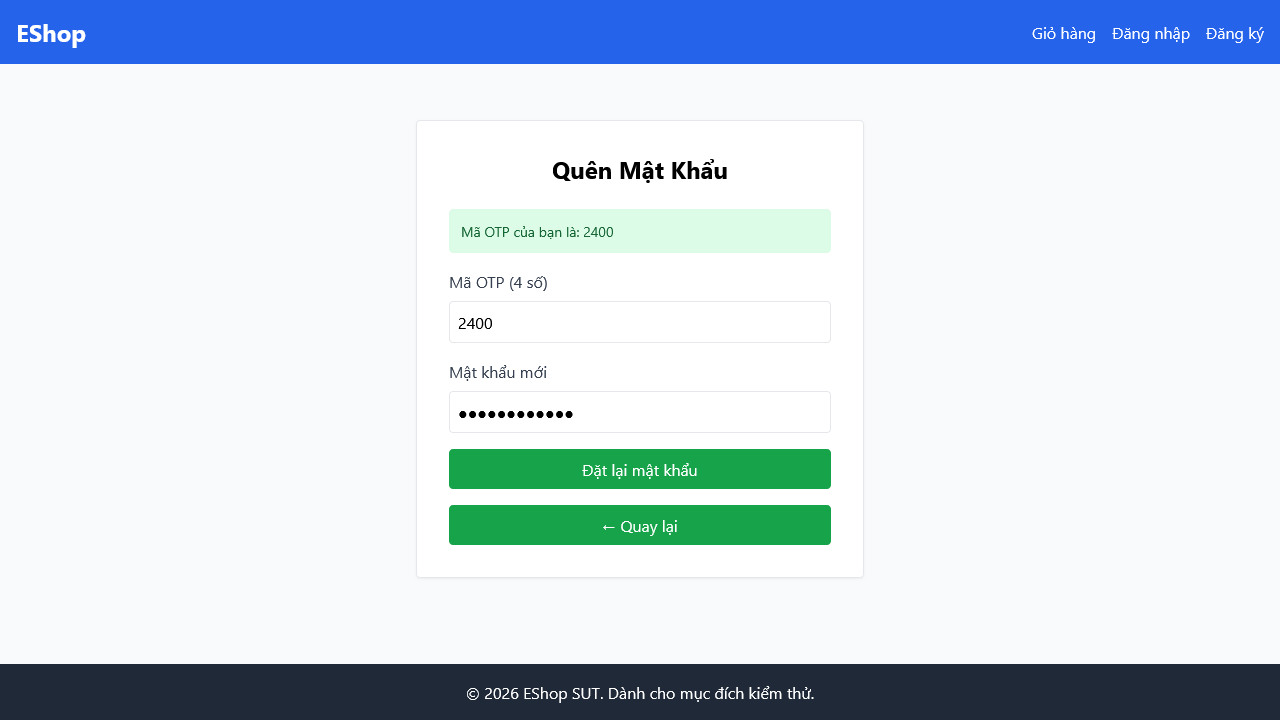 EShop
Giỏ hàng Đăng nhập Đăng ký
Quên Mật Khẩu
Mã OTP của bạn là: 2400
Mã OTP (4 số)
2400
Mật khẩu mới
●●●●●●●●●●●●
Đặt lại mật khẩu
← Quay lại
© 2026 EShop SUT. Dành cho mục đích kiểm thử.